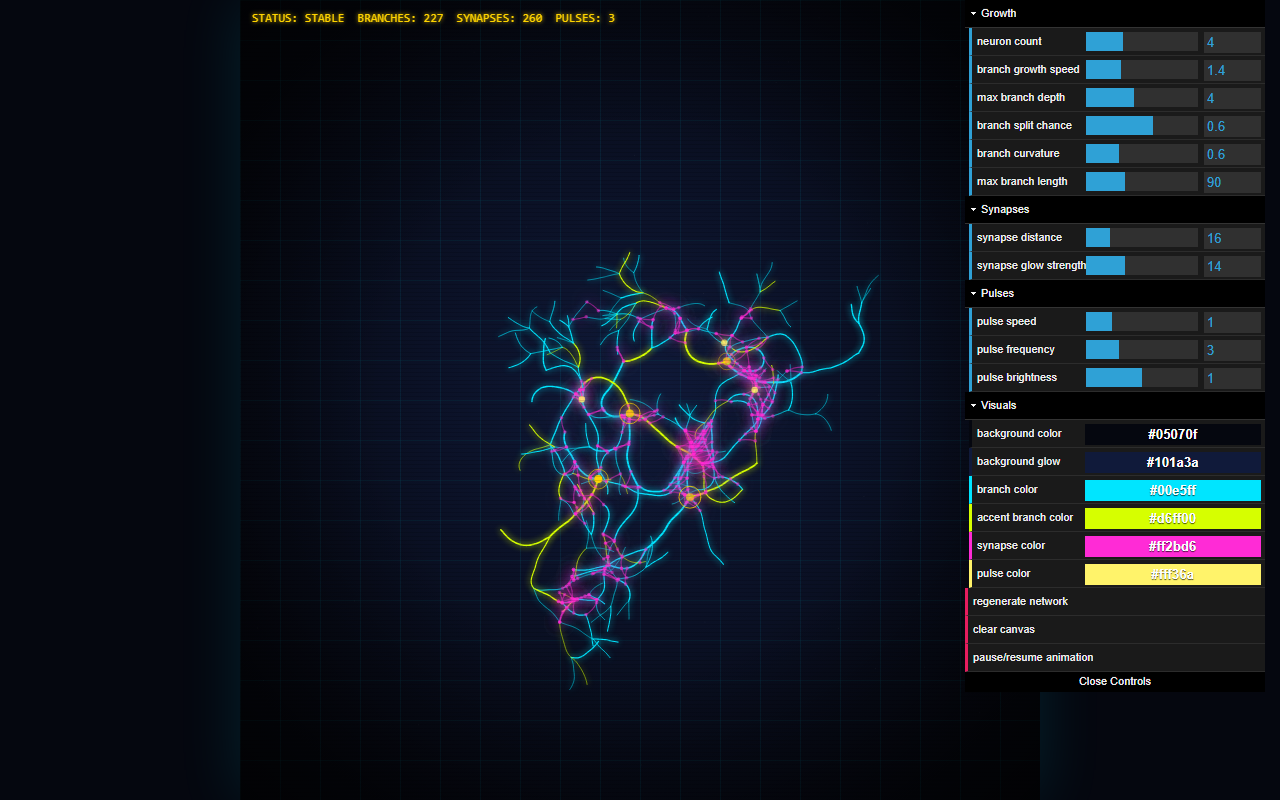 STATUS: STABLE BRANCHES: 227 SYNAPSES: 260 PULSES: 3
Growth
neuron count 4
branch growth speed 1.4
max branch depth 4
branch split chance 0.6
branch curvature 0.6
max branch length 90
Synapses
synapse distance 16
synapse glow strength 14
Pulses
pulse speed 1
pulse frequency 3
pulse brightness 1
Visuals
background color #05070f
background glow #101a3a
branch color #00e5ff
accent branch color #d6ff00
synapse color #ff2bd6
pulse color #fff36a
regenerate network
clear canvas
pause/resume animation
Close Controls